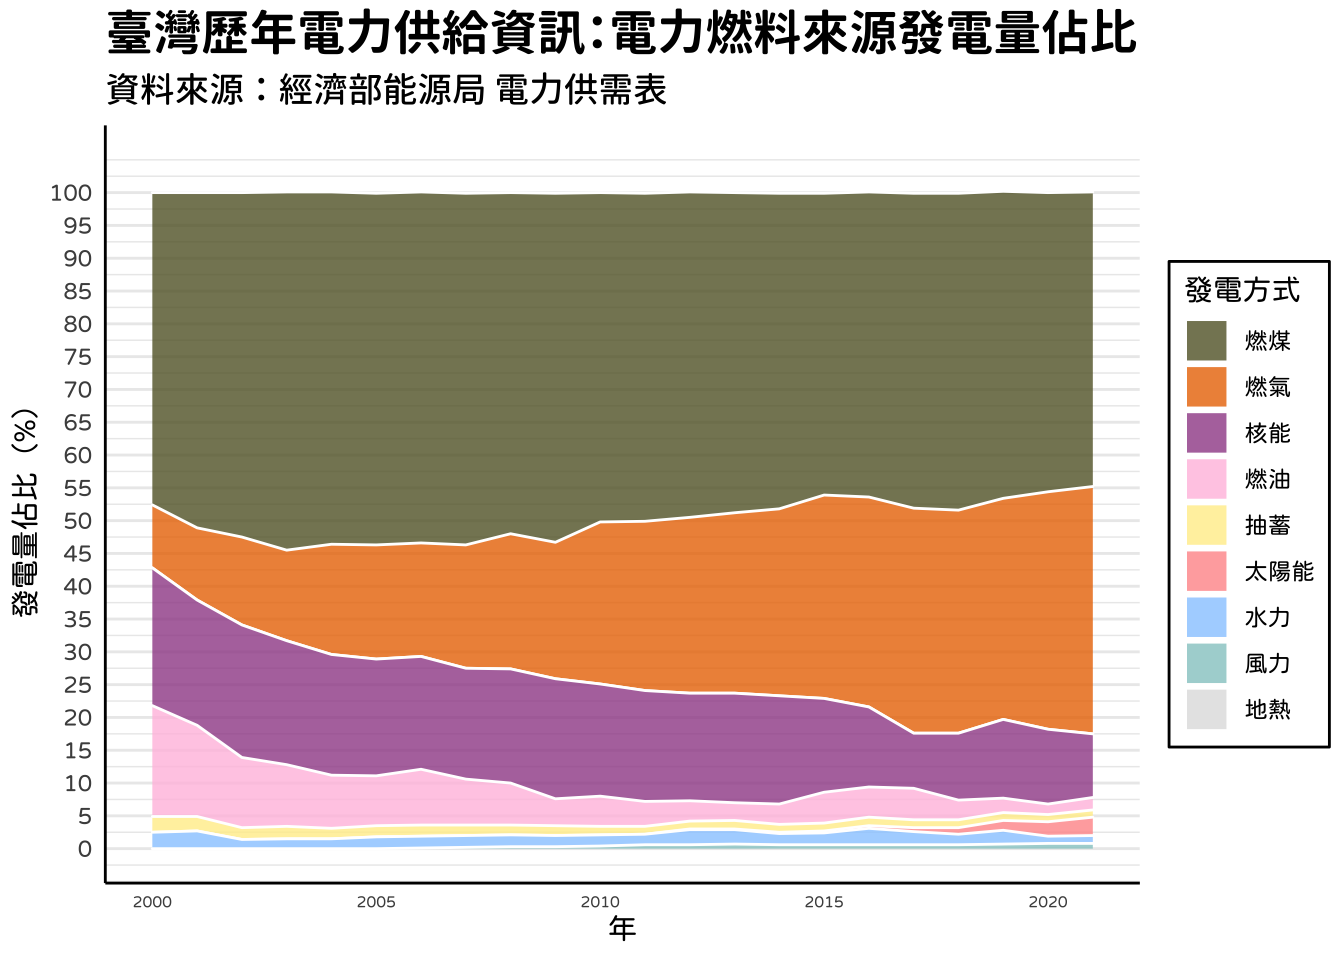 臺灣歷年電力供給資訊：電力燃料來源發電量佔比
資料來源：經濟部能源局 電力供需表
發電量佔比（%）
100
95
90
85
80
75
70
65
60
55
50
45
40
35
30
25
20
15
10
5
0
2000 2005 2010 2015 2020
年
發電方式
燃煤
燃氣
核能
燃油
抽蓄
太陽能
水力
風力
地熱